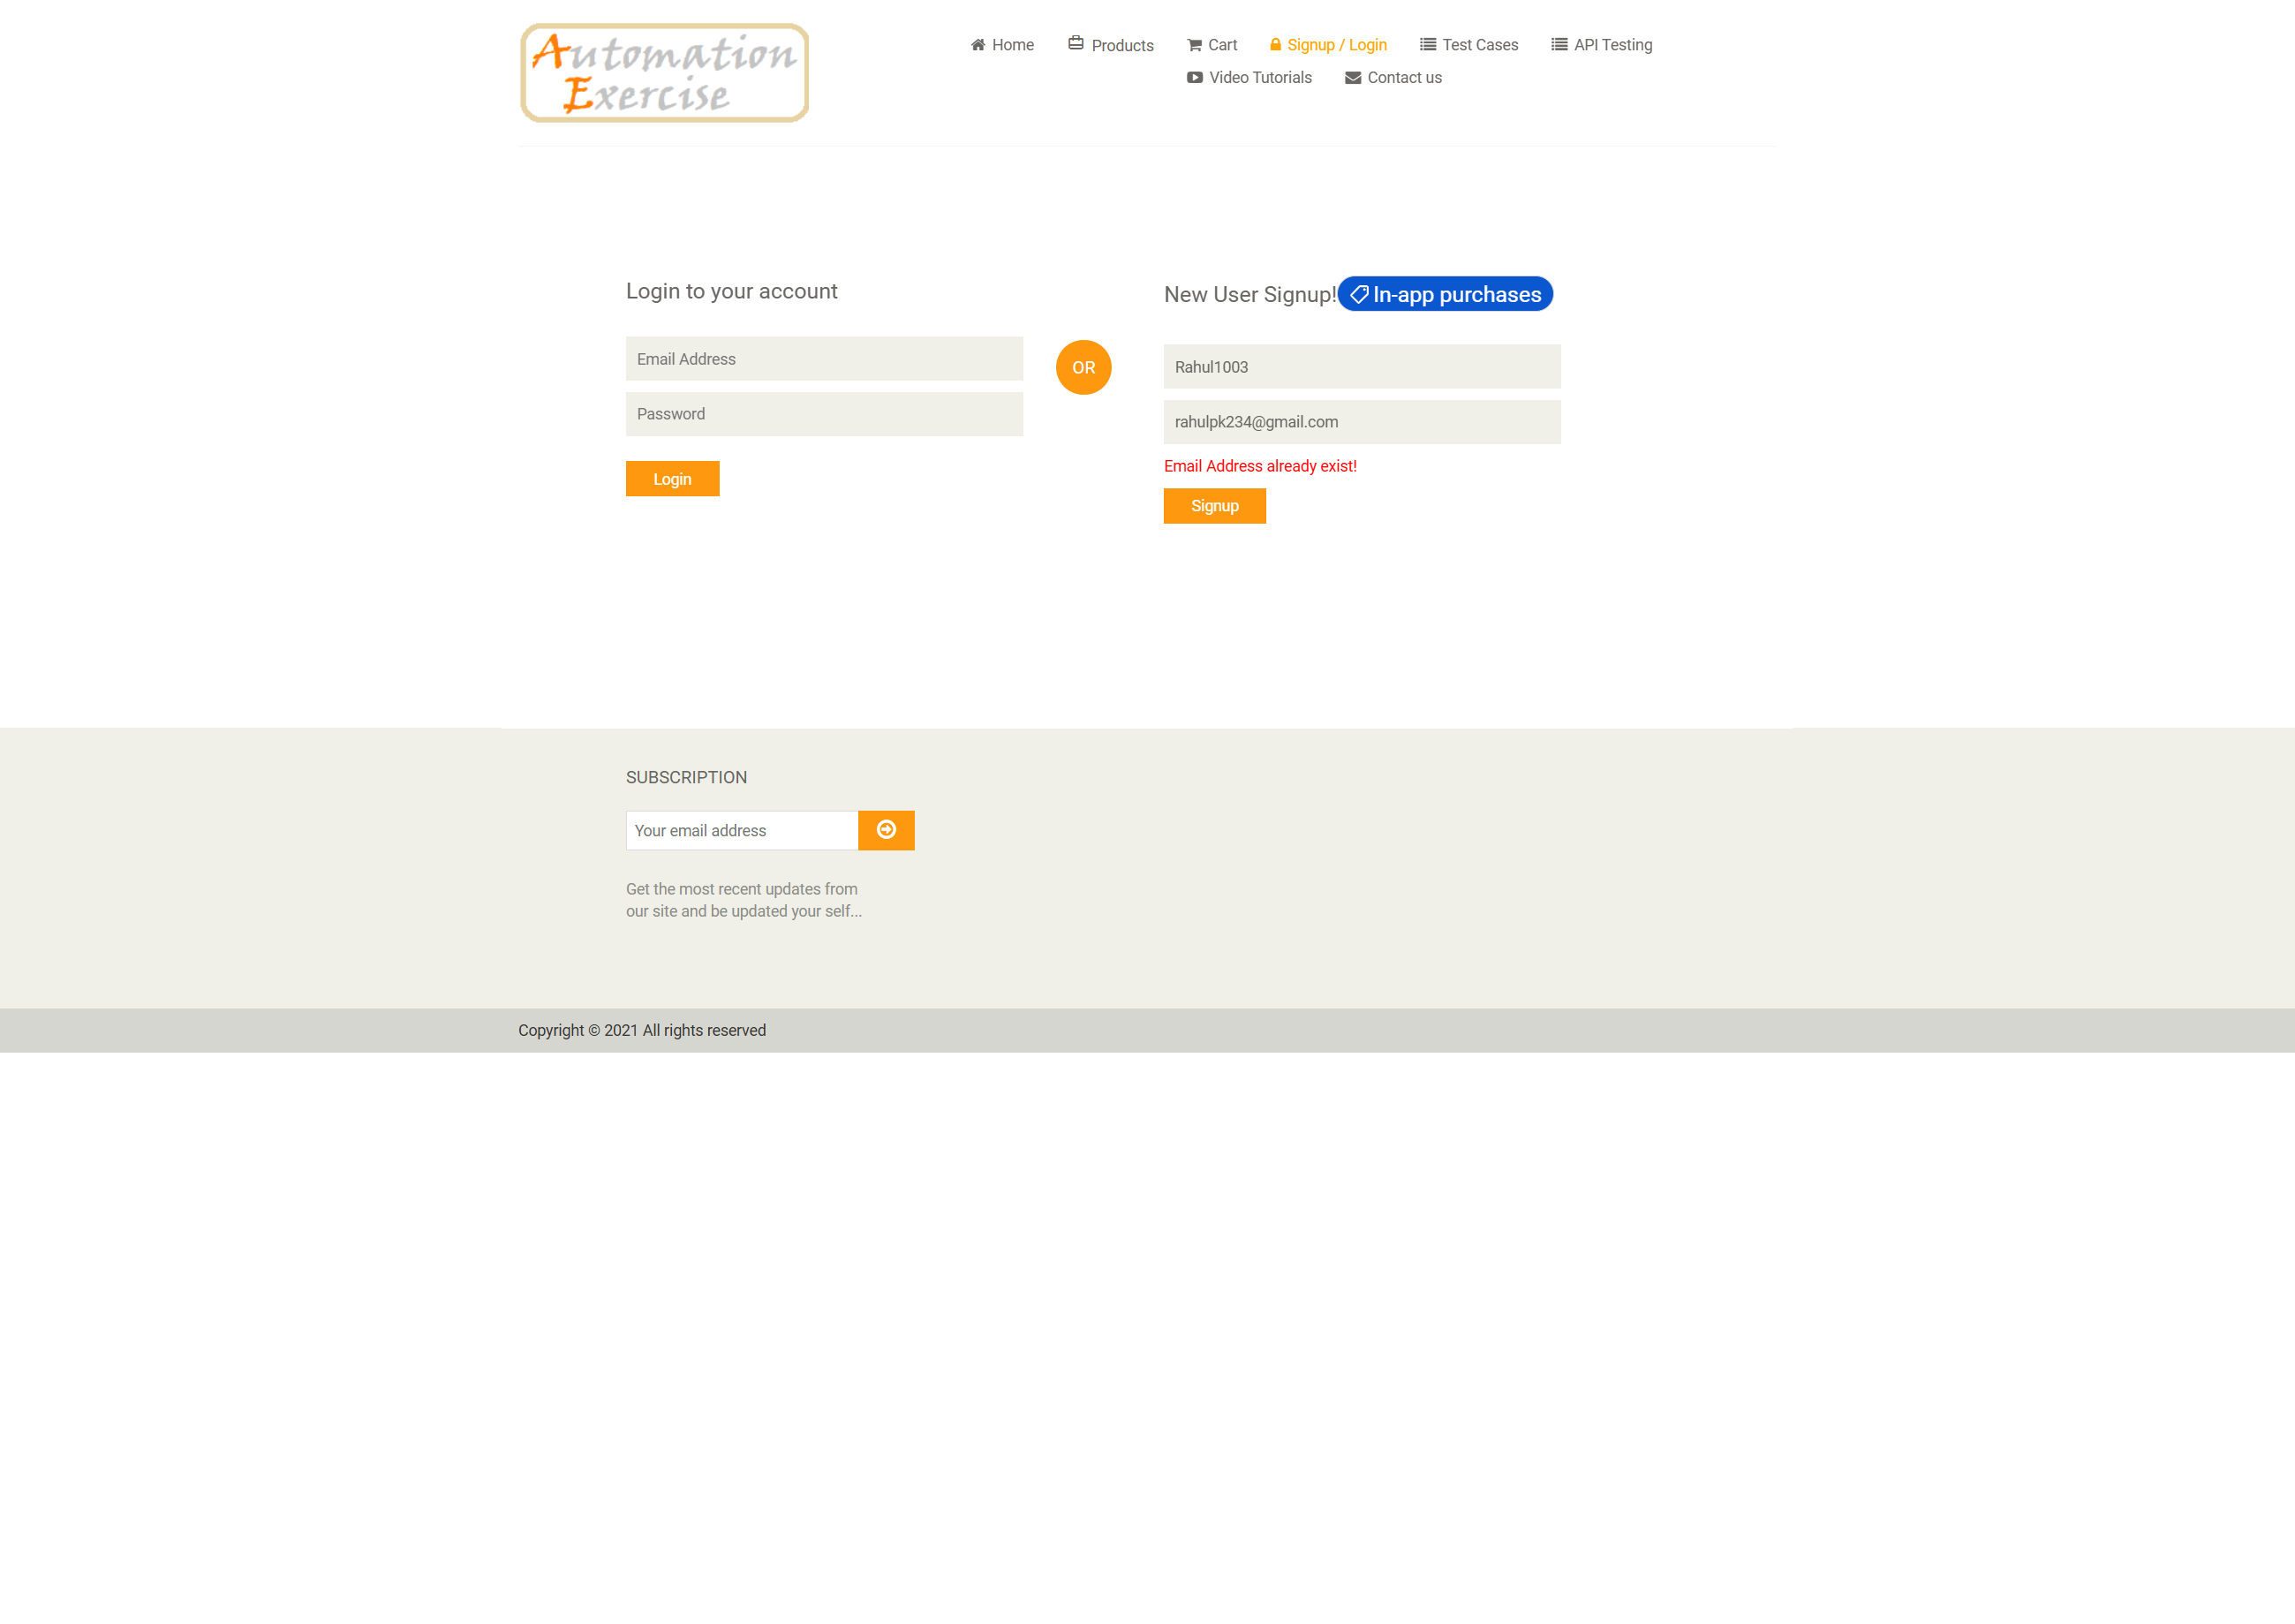 Automation
Exercise
Home
Products
Cart
Signup / Login
Test Cases
API Testing
Video Tutorials
Contact us
Login to your account
Email Address
Password
Login
OR
New User Signup!
In-app purchases
Rahul1003
rahulpk234@gmail.com
Email Address already exist!
Signup
SUBSCRIPTION
Your email address
Get the most recent updates from
our site and be updated your self...
Copyright © 2021 All rights reserved